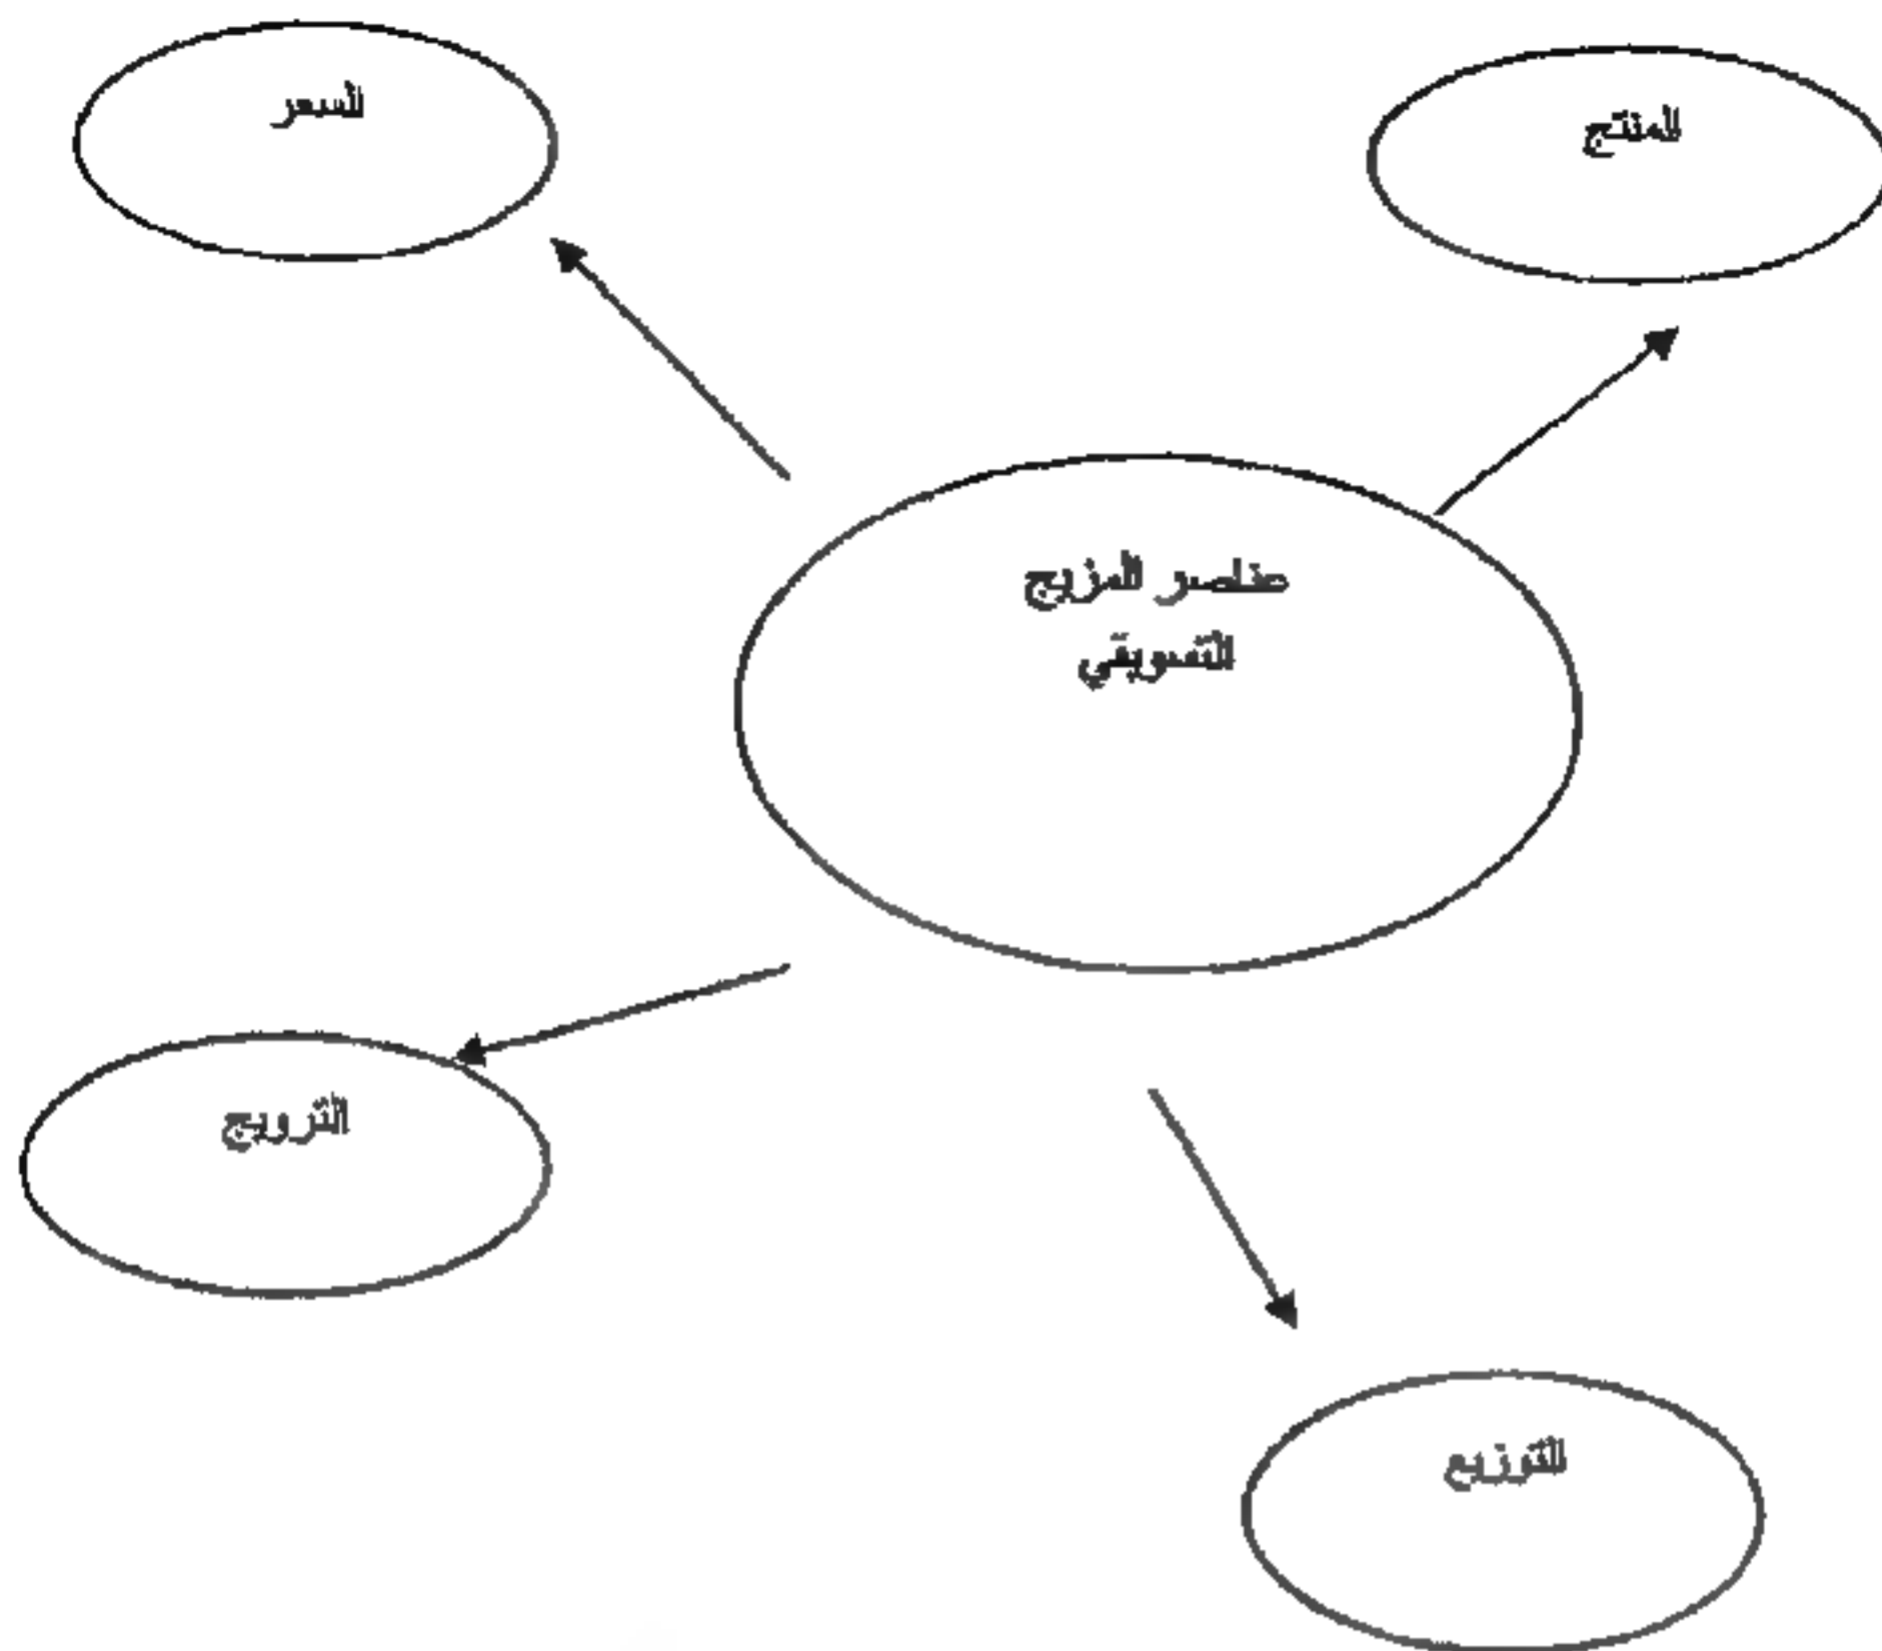 المنتج
السعر
عناصر المزيج
التسويقي
الترويج
التوزيع